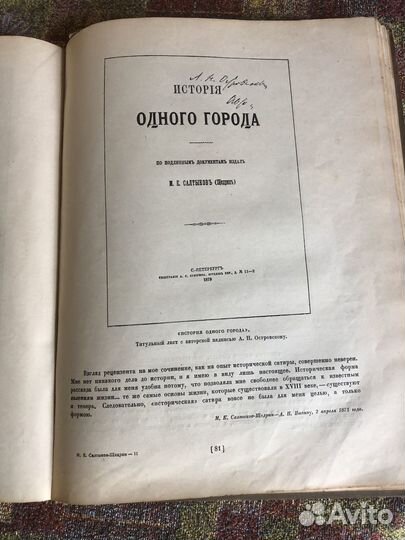 А. Н. Островскому
ИСТОРІЯ
ОДНОГО ГОРОДА
ПО ПОДЛИННЫМЪ ДОКУМЕНТАМЪ ИЗДАЛЪ
М. Е. САЛТЫКОВЪ (Щедринъ)
С.-ПЕТЕРБУРГЪ
1870
«ИСТОРИЯ ОДНОГО ГОРОДА».
Титульный лист с авторской надписью А. Н. Островскому.
Взгляд рецензента на мое сочинение, как на опыт исторической сатиры, совершенно неверен.
Мне нет никакого дела до истории, и я имею в виду лишь настоящее. Историческая форма
рассказа была для меня удобна потому, что позволяла мне свободнее обращаться к известным
явлениям жизни... те же самые основы жизни, которые существовали в XVIII веке, —существуют
и теперь. Следовательно, «историческая» сатира вовсе не была для меня целью, а только
формою.
М. Е. Салтыков-Щедрин—А. Н. Пыпину, 2 апреля 1871 года.
М. Е. Салтыков-Щедрин — 11
[81]
Avito